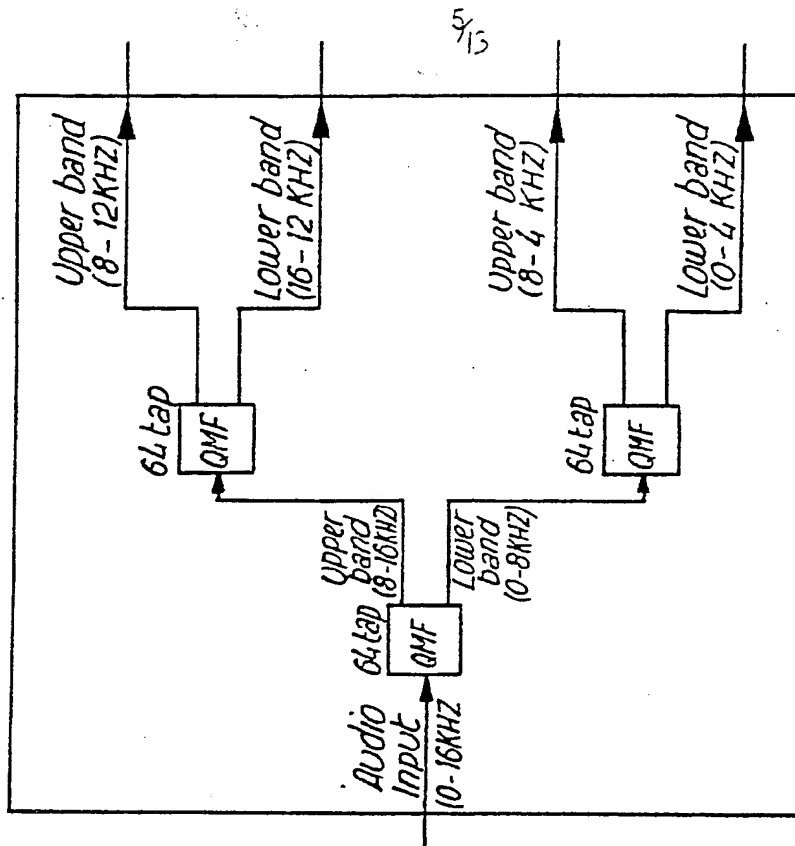 5/13
Upper band
(8-12KHZ)
Lower band
(16-12 KHZ)
Upper band
(8-4 KHZ)
Lower band
(0-4 KHZ)
64 tap
QMF
64 tap
QMF
Upper
band
(8-16KHZ)
Lower
band
(0-8KHZ)
64 tap
QMF
Audio
Input
(0-16KHZ